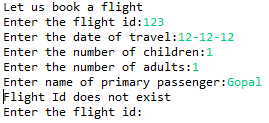 Let us book a flight
Enter the flight id:123
Enter the date of travel:12-12-12
Enter the number of children:1
Enter the number of adults:1
Enter name of primary passenger:Gopal
Flight Id does not exist
Enter the flight id: